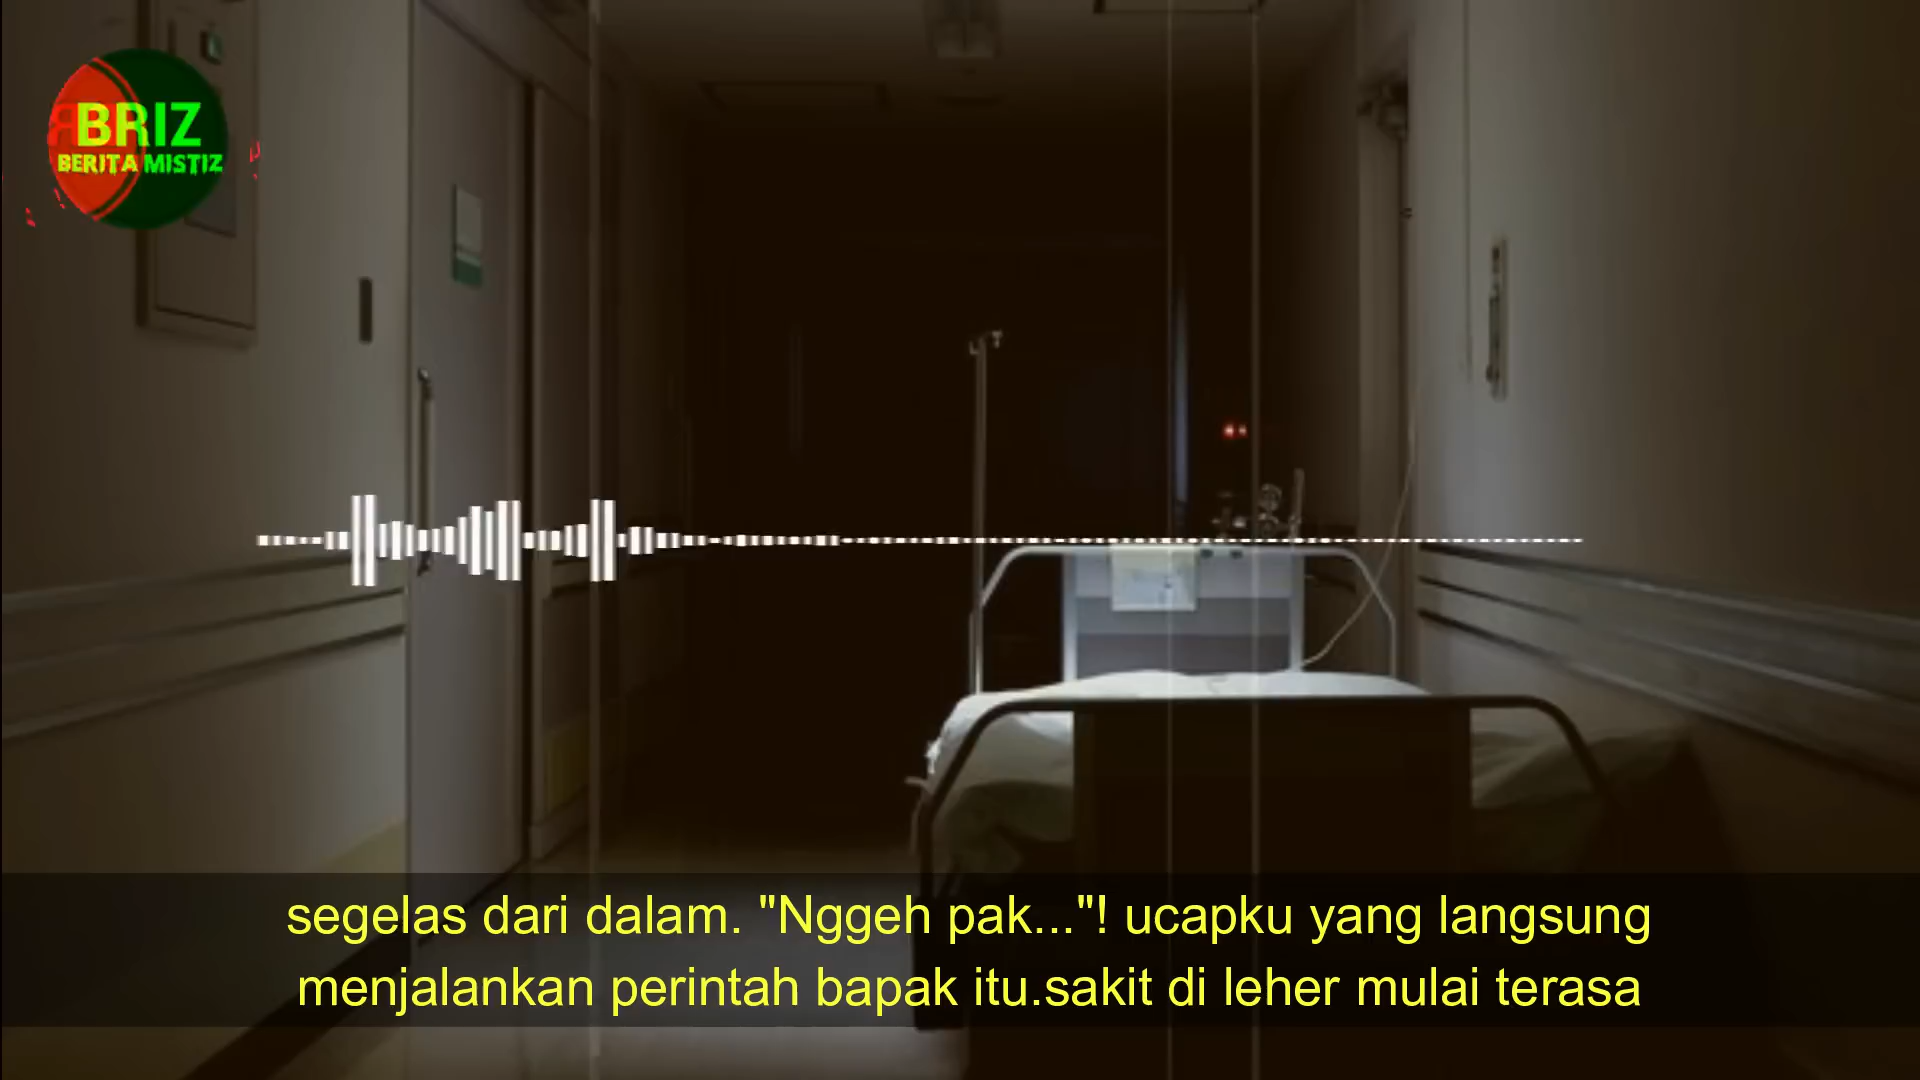 BRIZ
BERITA MISTIZ
segelas dari dalam. "Nggeh pak..."! ucapku yang langsung
menjalankan perintah bapak itu.sakit di leher mulai terasa